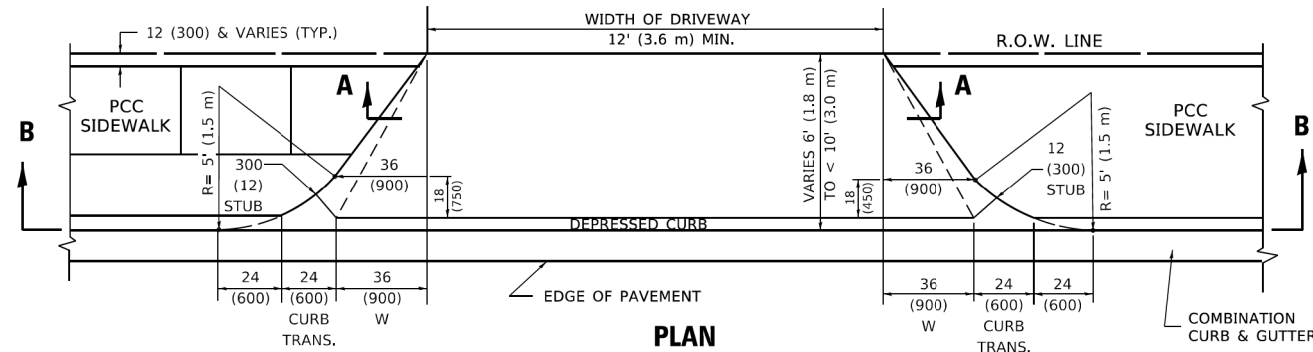 WIDTH OF DRIVEWAY
12' (3.6 m) MIN.
12 (300) & VARIES (TYP.)
R.O.W. LINE
A
A
B
B
PCC
SIDEWALK
PCC
SIDEWALK
R= 5' (1.5 m)
300
(12)
STUB
36
(900)
18
(750)
VARIES 6' (1.8 m)
TO < 10' (3.0 m)
36
(900)
18
(450)
12
(300)
STUB
R= 5' (1.5 m)
DEPRESSED CURB
24
(600)
24
(600)
36
(900)
CURB
TRANS.
W
EDGE OF PAVEMENT
36
(900)
24
(600)
24
(600)
W
CURB
TRANS.
COMBINATION
CURB & GUTTER
PLAN